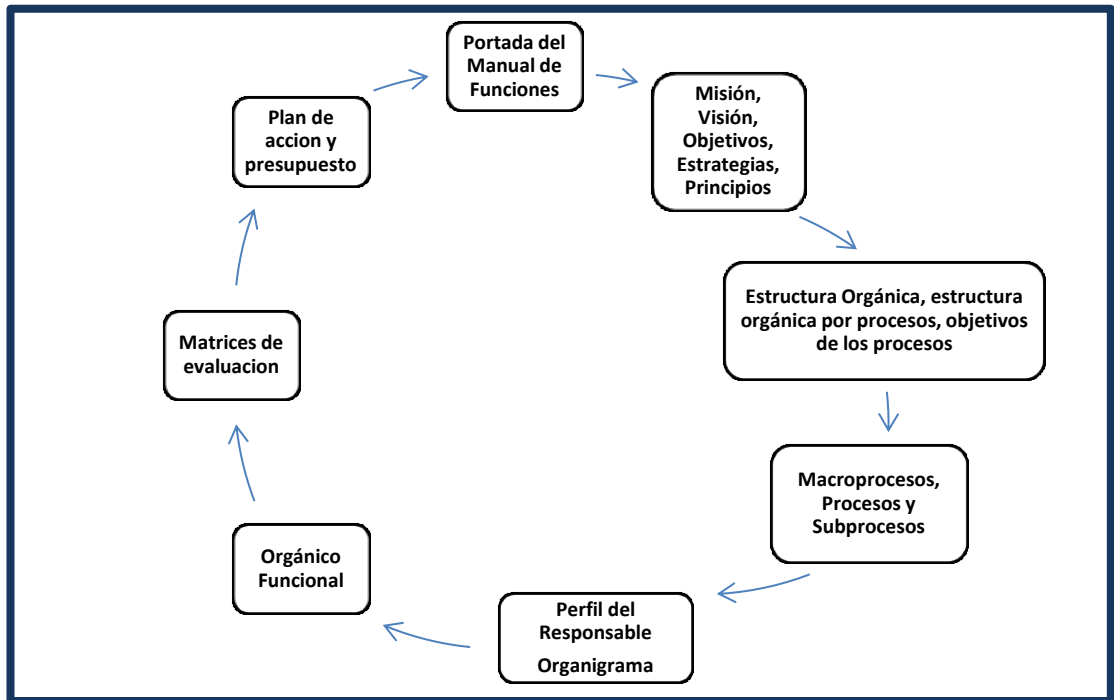 Portada del
Manual de
Funciones
Misión,
Visión,
Objetivos,
Estrategias,
Principios
Estructura Orgánica, estructura
orgánica por procesos, objetivos
de los procesos
Macroprocesos,
Procesos y
Subprocesos
Perfil del
Responsable
Organigrama
Orgánico
Funcional
Matrices de
evaluacion
Plan de
accion y
presupuesto